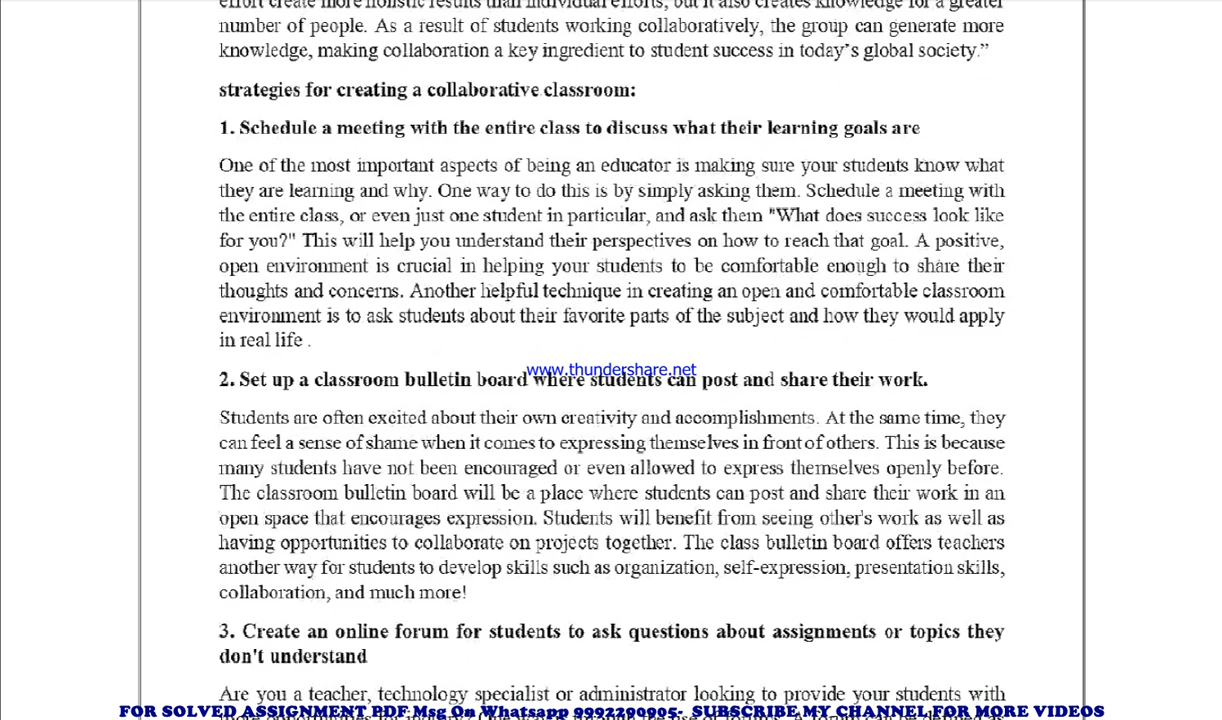 effort create more holistic results than individual efforts, but it also creates knowledge for a greater
number of people. As a result of students working collaboratively, the group can generate more
knowledge, making collaboration a key ingredient to student success in today's global society.”
strategies for creating a collaborative classroom:
1. Schedule a meeting with the entire class to discuss what their learning goals are
One of the most important aspects of being an educator is making sure your students know what
they are learning and why. One way to do this is by simply asking them. Schedule a meeting with
the entire class, or even just one student in particular, and ask them "What does success look like
for you?" This will help you understand their perspectives on how to reach that goal. A positive,
open environment is crucial in helping your students to be comfortable enough to share their
thoughts and concerns. Another helpful technique in creating an open and comfortable classroom
environment is to ask students about their favorite parts of the subject and how they would apply
in real life .
www.thundershare.net
2. Set up a classroom bulletin board where students can post and share their work.
Students are often excited about their own creativity and accomplishments. At the same time, they
can feel a sense of shame when it comes to expressing themselves in front of others. This is because
many students have not been encouraged or even allowed to express themselves openly before.
The classroom bulletin board will be a place where students can post and share their work in an
open space that encourages expression. Students will benefit from seeing other's work as well as
having opportunities to collaborate on projects together. The class bulletin board offers teachers
another way for students to develop skills such as organization, self-expression, presentation skills,
collaboration, and much more!
3. Create an online forum for students to ask questions about assignments or topics they
don't understand
Are you a teacher, technology specialist or administrator looking to provide your students with
FOR SOLVED ASSIGNMENT PDF Msg On Whatsapp 9992290905- SUBSCRIBE MY CHANNEL FOR MORE VIDEOS